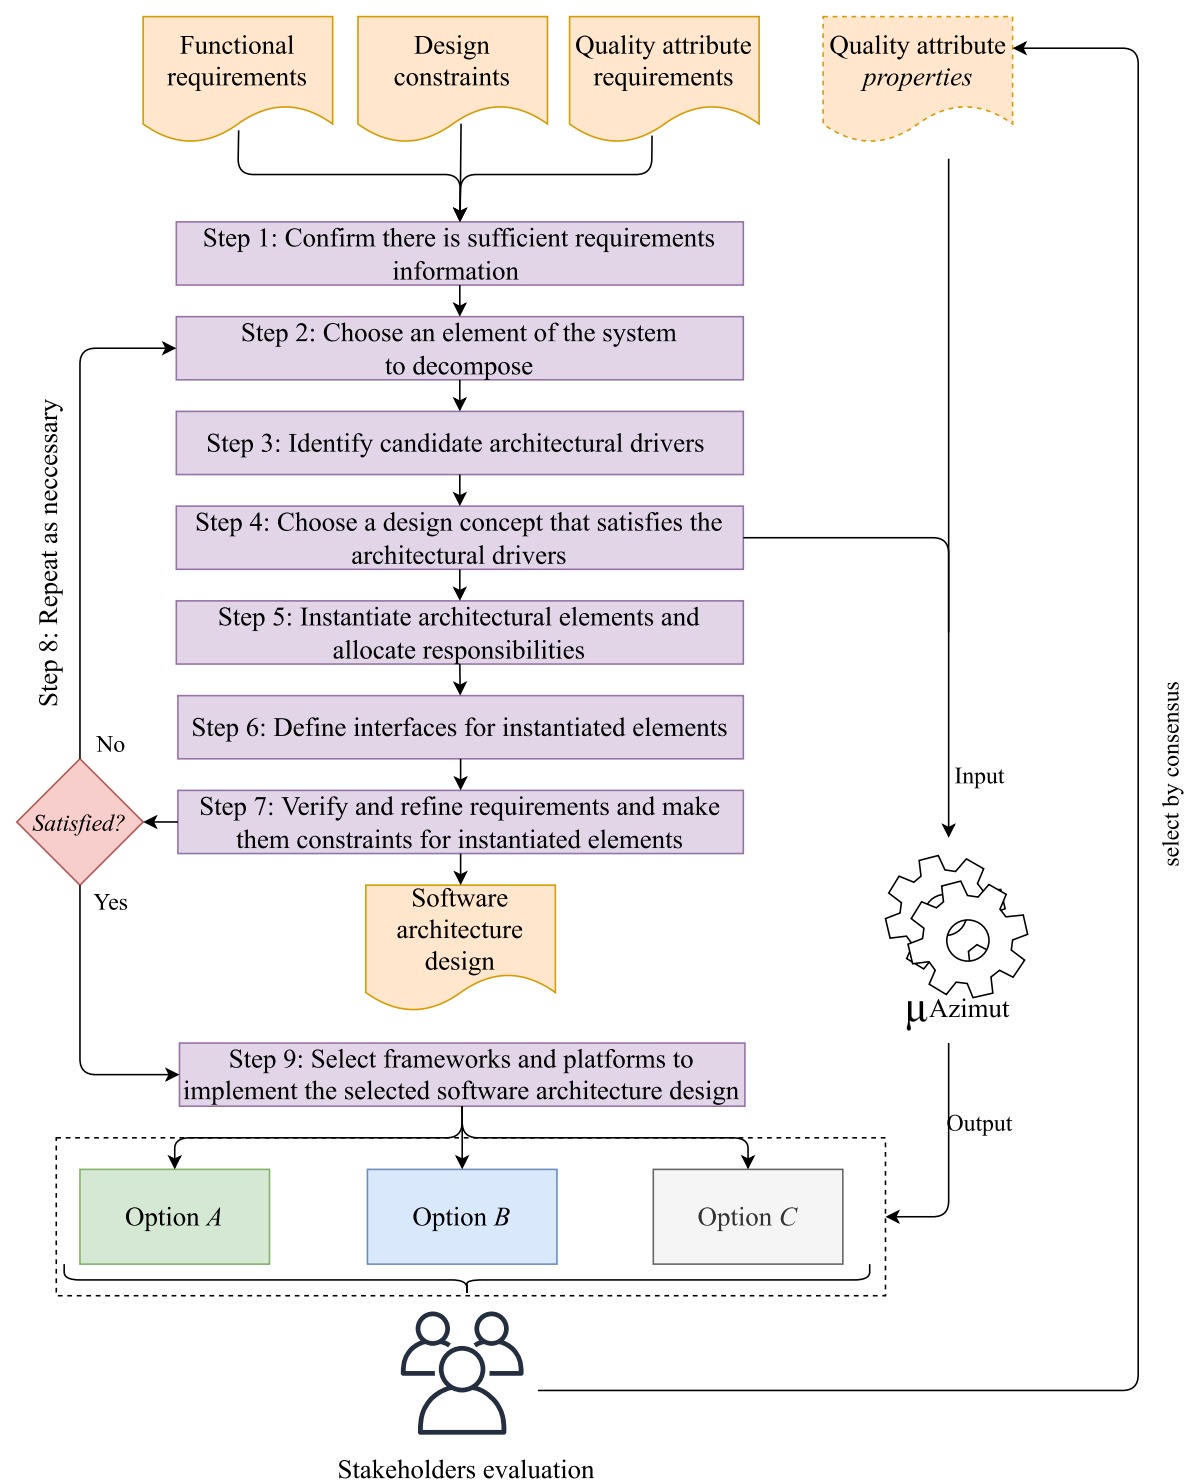 Functional
requirements
Design
constraints
Quality attribute
requirements
Quality attribute
properties
Step 1: Confirm there is sufficient requirements
information
Step 2: Choose an element of the system
to decompose
Step 3: Identify candidate architectural drivers
Step 4: Choose a design concept that satisfies the
architectural drivers
Step 5: Instantiate architectural elements and
allocate responsibilities
Step 6: Define interfaces for instantiated elements
Step 7: Verify and refine requirements and make
them constraints for instantiated elements
Step 8: Repeat as neccessary
No
Satisfied?
Yes
Software
architecture
design
Input
μAzimut
Output
select by consensus
Step 9: Select frameworks and platforms to
implement the selected software architecture design
Option A
Option B
Option C
Stakeholders evaluation